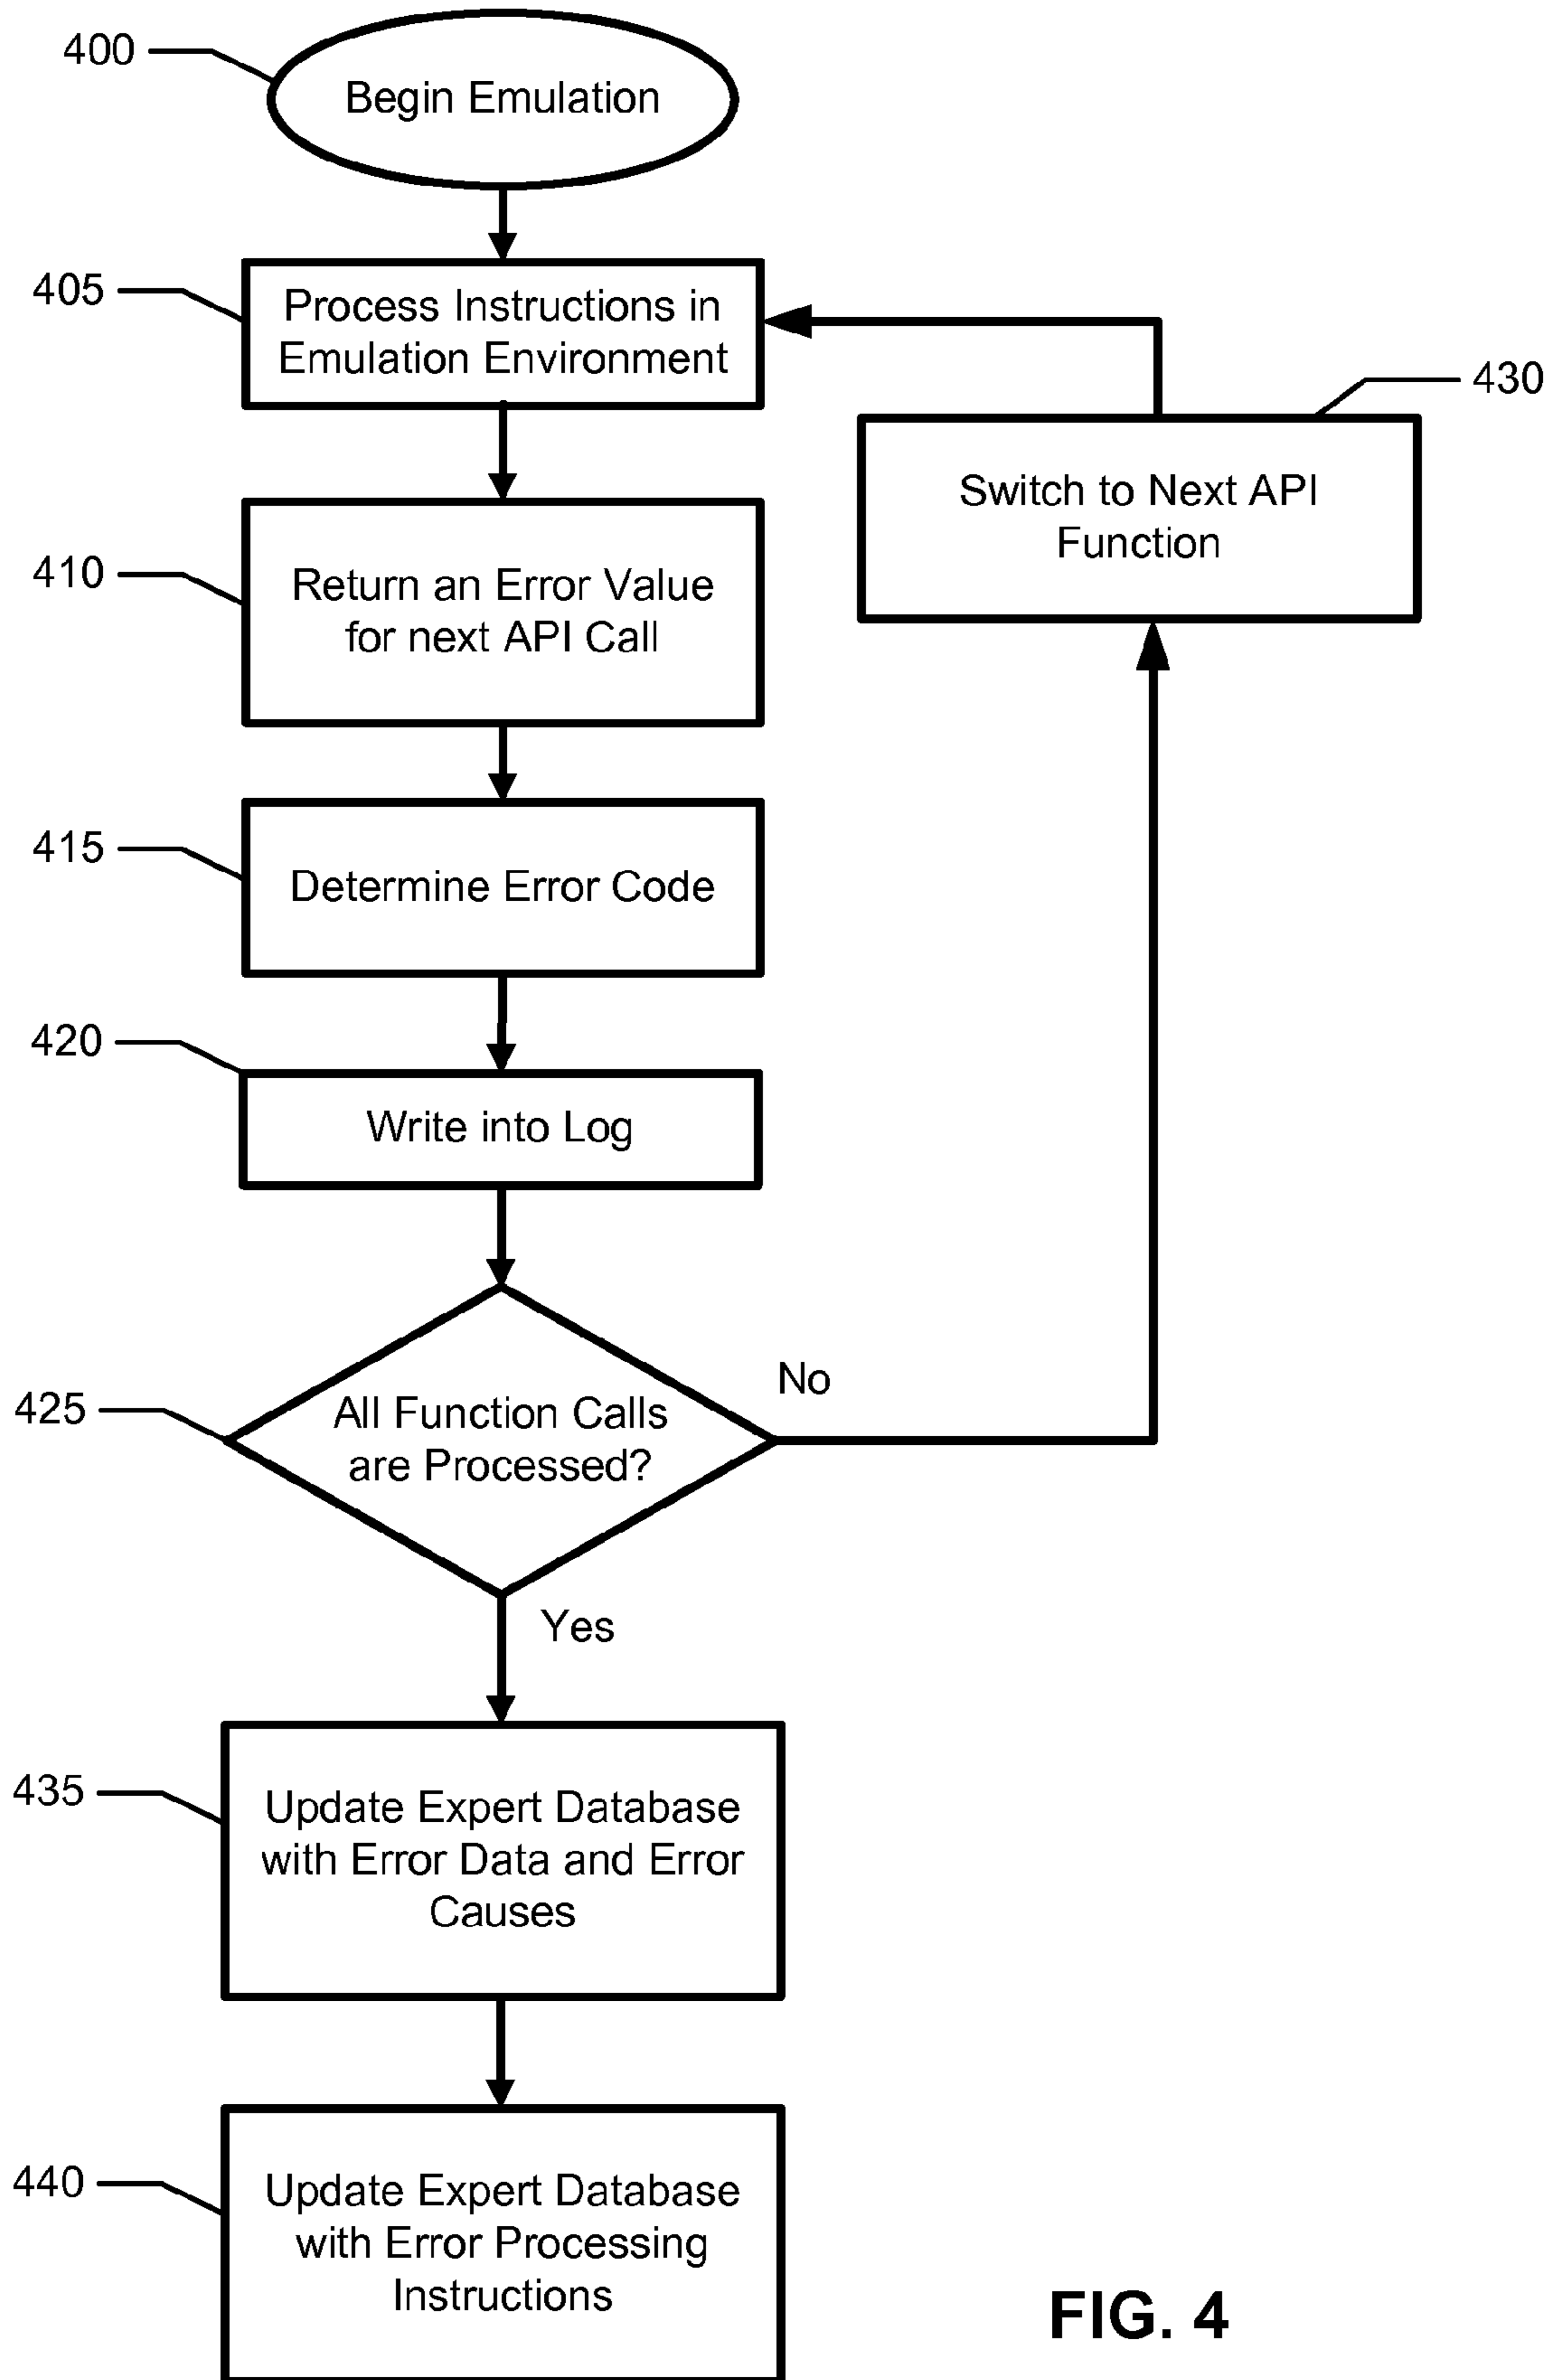 400
Begin Emulation
405
Process Instructions in
Emulation Environment
430
Switch to Next API
Function
410
Return an Error Value
for next API Call
415
Determine Error Code
420
Write into Log
425
All Function Calls
are Processed?
No
Yes
435
Update Expert Database
with Error Data and Error
Causes
440
Update Expert Database
with Error Processing
Instructions
FIG. 4